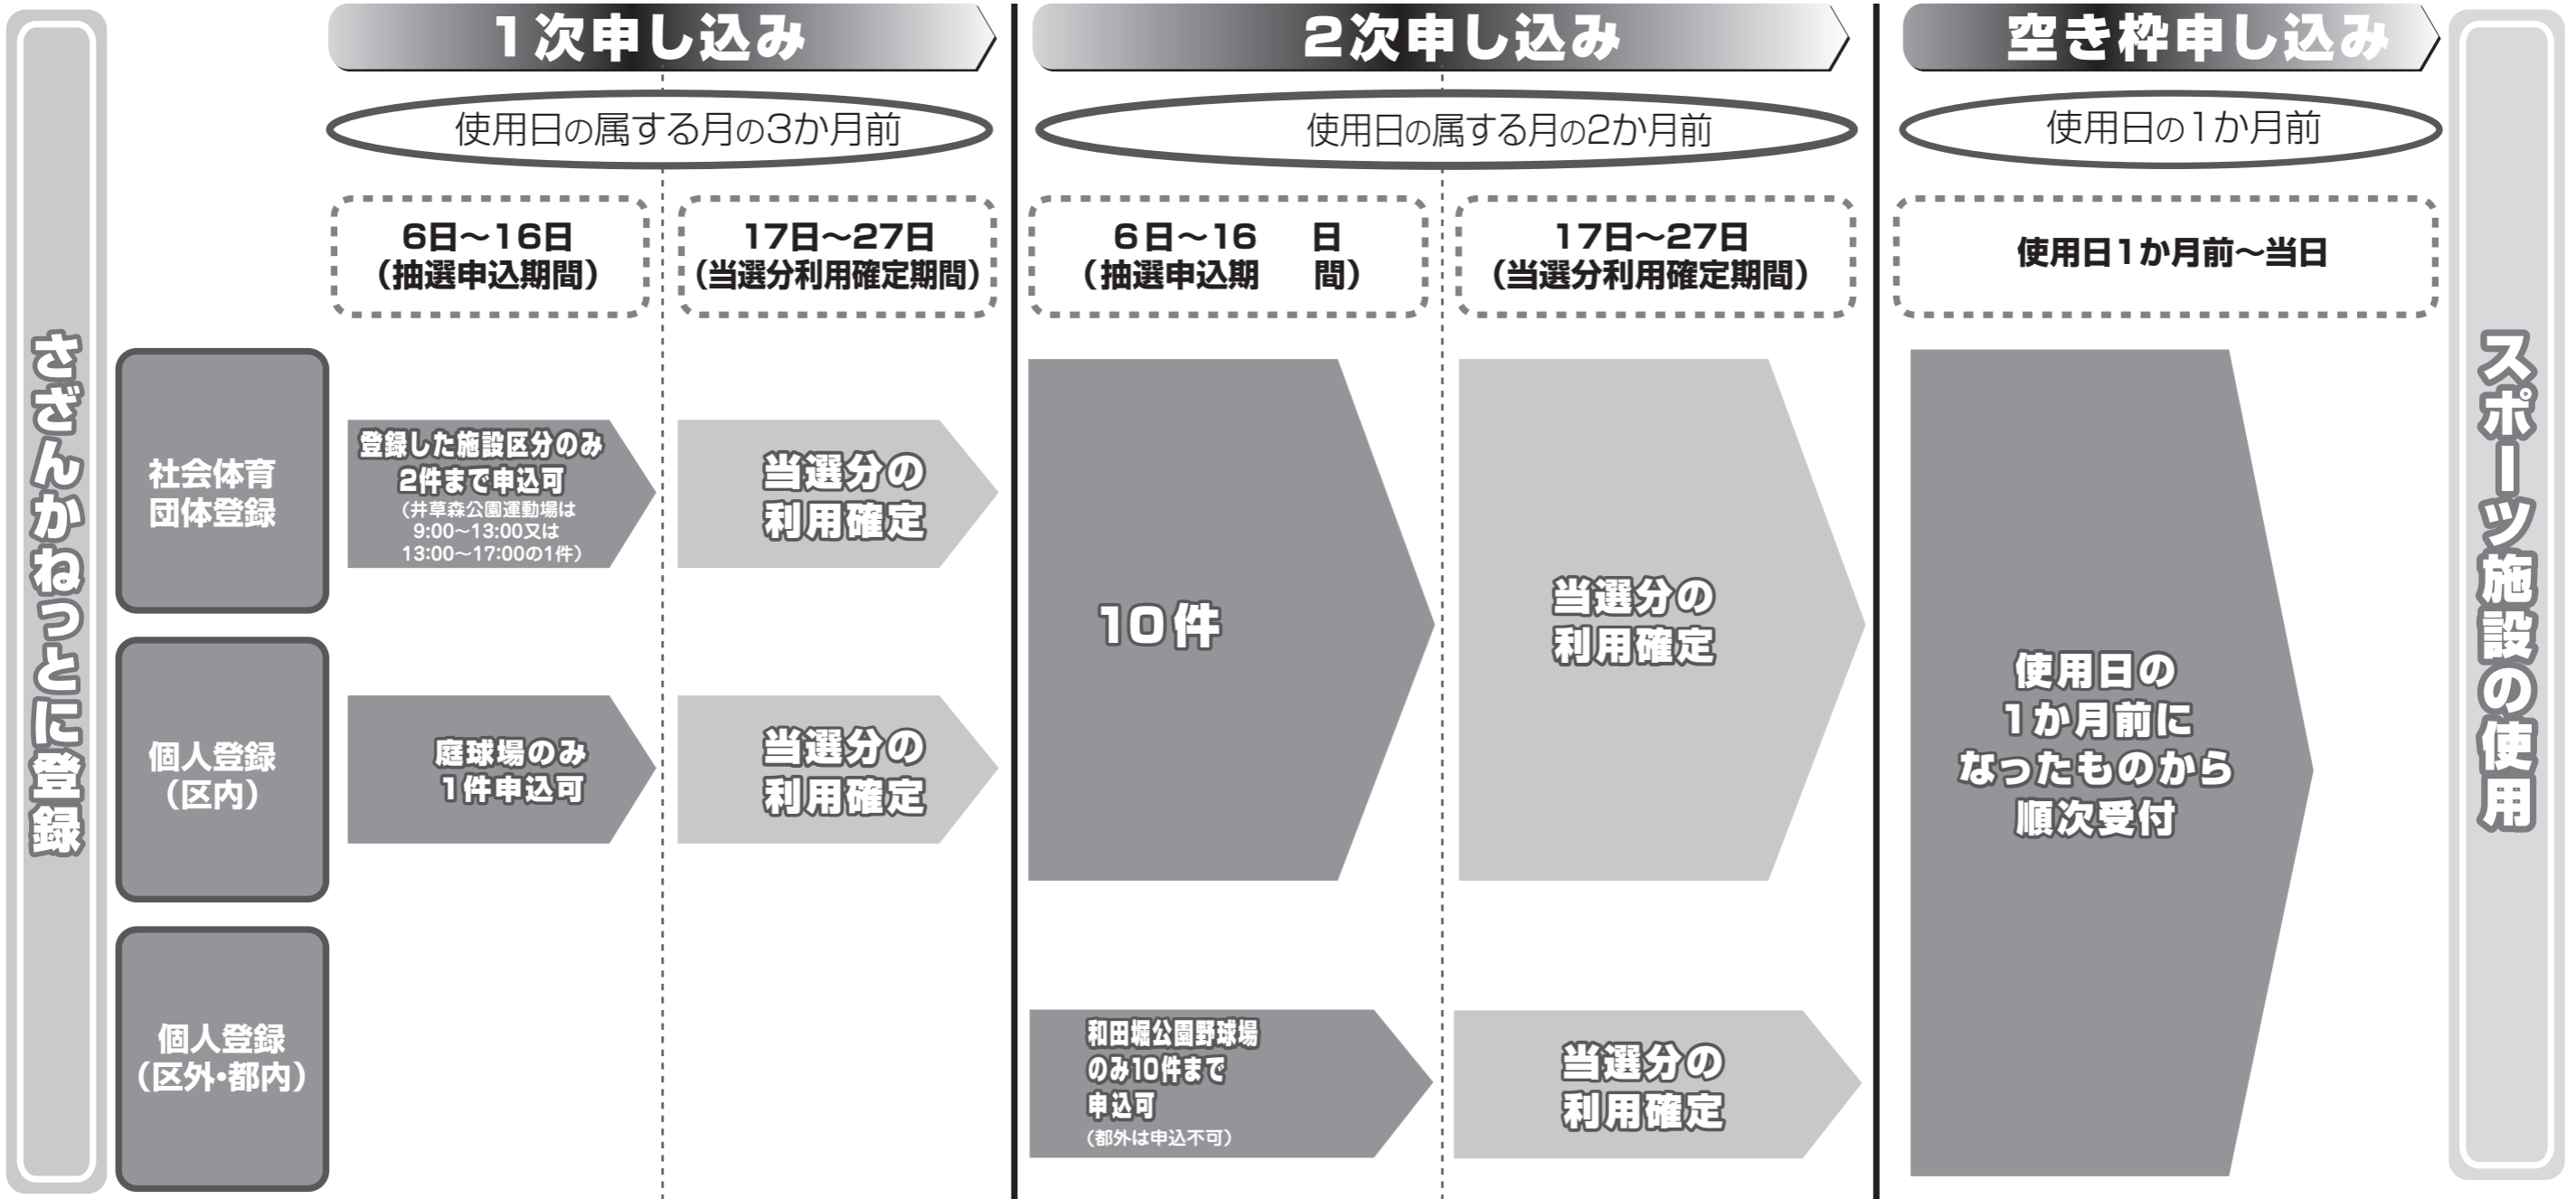 さざんかねっとに登録
1次申し込み
使用日の属する月の3か月前
6日～16日
（抽選申込期間）
17日～27日
（当選分利用確定期間）
2次申し込み
使用日の属する月の2か月前
6日～16　日
（抽選申込期　間）
17日～27日
（当選分利用確定期間）
空き枠申し込み
使用日の1か月前
使用日1か月前～当日
社会体育
団体登録
登録した施設区分のみ
2件まで申込可
（井草森公園運動場は
9:00～13:00又は
13:00～17:00の1件）
当選分の
利用確定
個人登録
（区内）
庭球場のみ
1件申込可
当選分の
利用確定
10件
当選分の
利用確定
個人登録
（区外・都内）
和田堀公園野球場
のみ10件まで
申込可
（都外は申込不可）
当選分の
利用確定
使用日の
1か月前に
なったものから
順次受付
スポーツ施設の使用